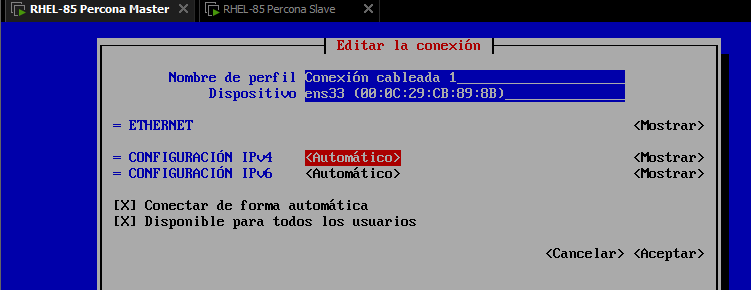 RHEL-85 Percona Master × RHEL-85 Percona Slave ×
Editar la conexión
Nombre de perfil Conexión cableada 1
Dispositivo ens33 (00:0C:29:CB:89:8B)
= ETHERNET <Mostrar>
= CONFIGURACIÓN IPv4 <Automático> <Mostrar>
= CONFIGURACIÓN IPv6 <Automático> <Mostrar>
[X] Conectar de forma automática
[X] Disponible para todos los usuarios
<Cancelar> <Aceptar>